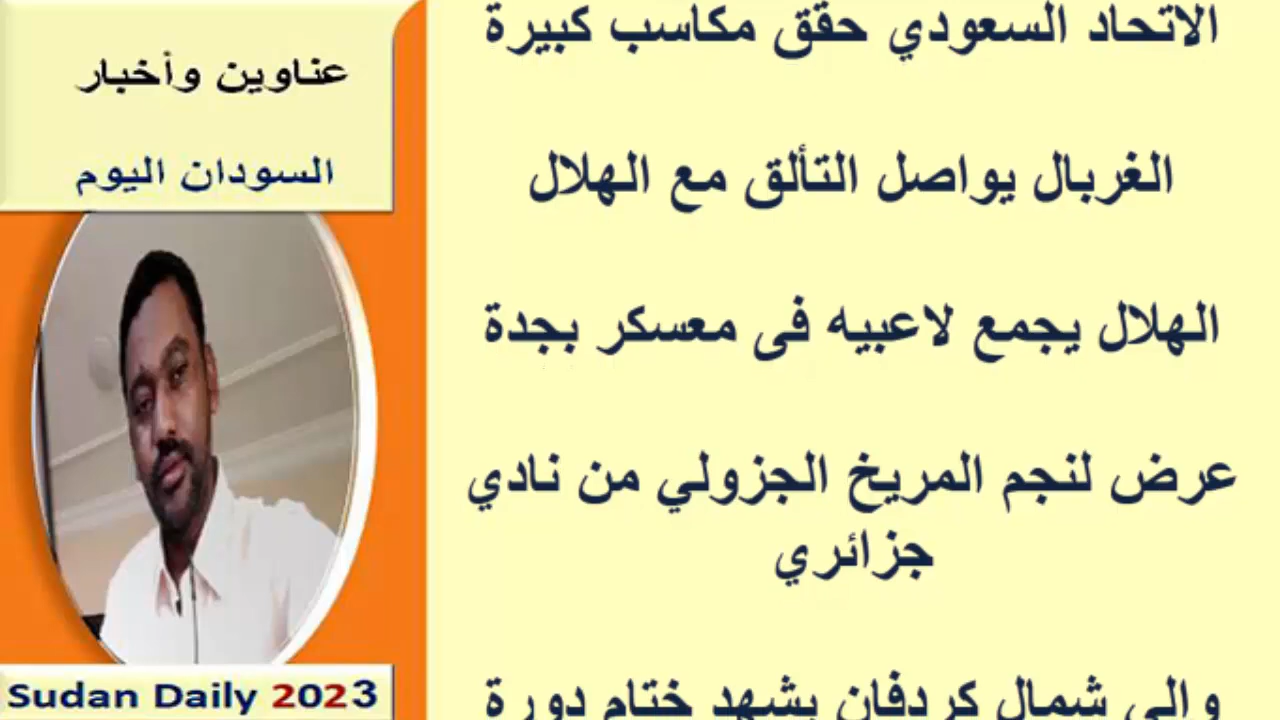 عناوين وأخبار
السودان اليوم
Sudan Daily 2023
الاتحاد السعودي حقق مكاسب كبيرة
الغربال يواصل التألق مع الهلال
الهلال يجمع لاعبيه فى معسكر بجدة
عرض لنجم المريخ الجزولي من نادي
جزائري
والي شمال كردفان يشهد ختام دورة